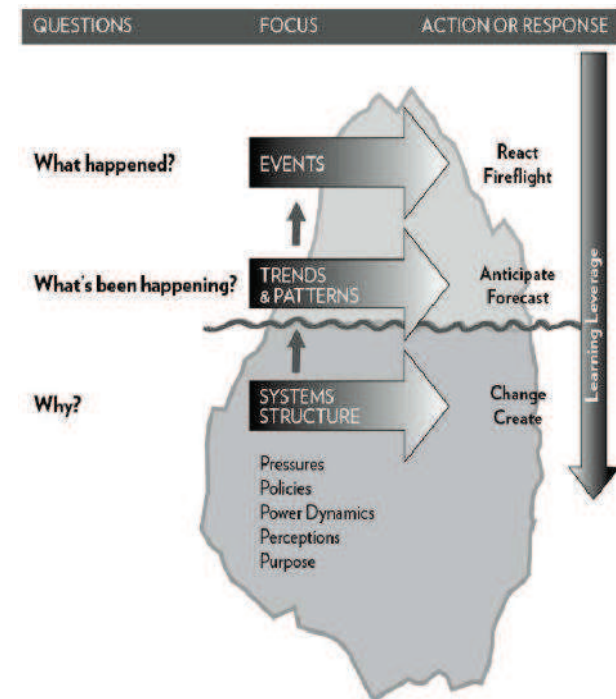 QUESTIONS FOCUS ACTION OR RESPONSE
What happened?
EVENTS
React
Fireflight
What's been happening?
TRENDS
& PATTERNS
Anticipate
Forecast
Why?
SYSTEMS
STRUCTURE
Change
Create
Pressures
Policies
Power Dynamics
Perceptions
Purpose
Learning Leverage